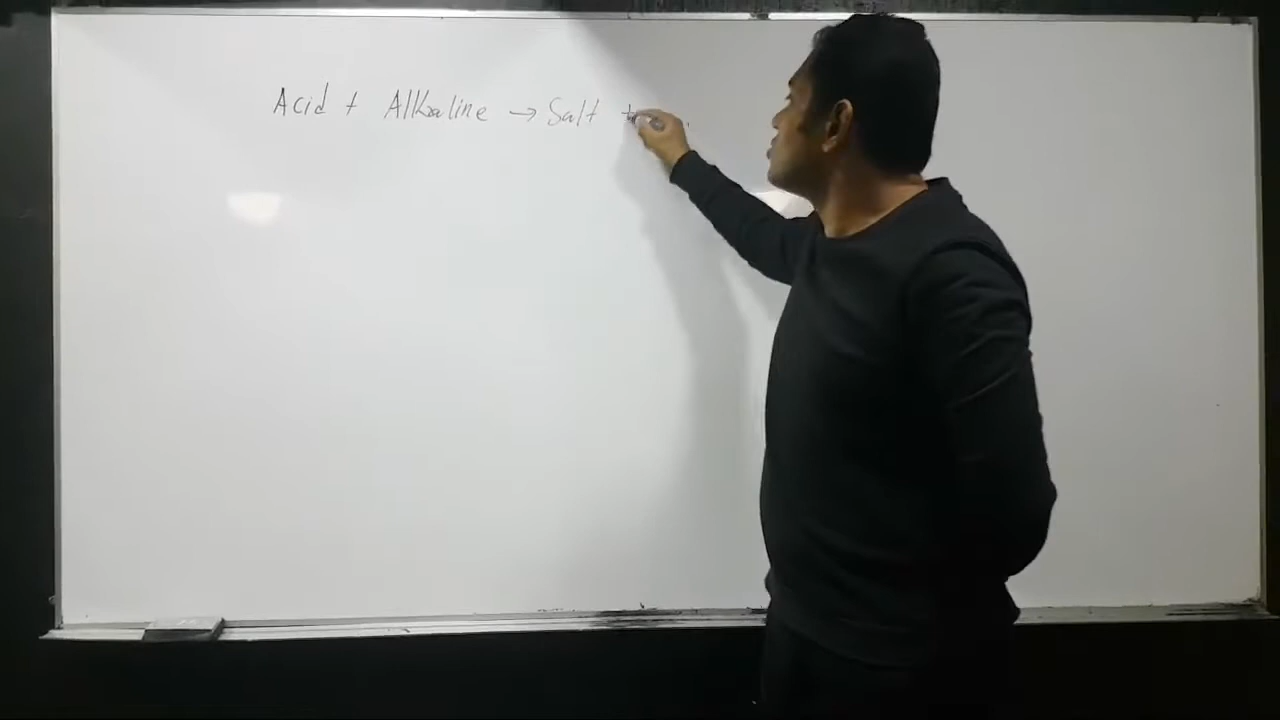 Acid + Alkaline → Salt +